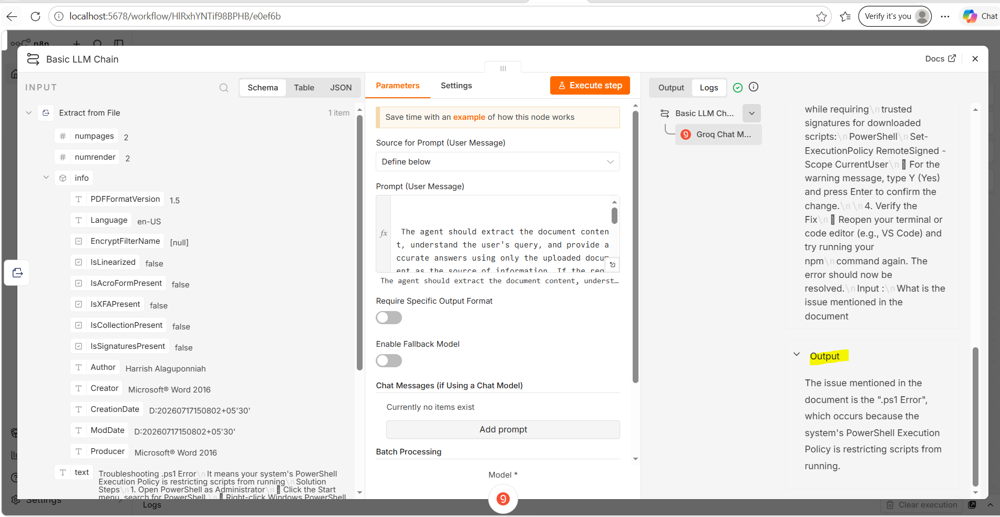 localhost:5678/workflow/HlRxhYNTif98BPHB/e0ef6b
Verify it's you
Chat
n8n
Basic LLM Chain
Docs
INPUT
Schema
Table
JSON
Extract from File
1 item
# numpages 2
# numrender 2
info
T PDFFormatVersion 1.5
T Language en-US
EncryptFilterName [null]
IsLinearized false
IsAcroFormPresent false
IsXFAPresent false
IsCollectionPresent false
IsSignaturesPresent false
T Author Harrish Alaguponniah
T Creator Microsoft® Word 2016
T CreationDate D:20260717150802+05'30'
T ModDate D:20260717150802+05'30'
T Producer Microsoft® Word 2016
T text Troubleshooting .ps1 Error\nIt means your system's PowerShell
Execution Policy is restricting scripts from running\nSolution
Steps\n1. Open PowerShell as Administrator\n Click the Start
menu, search for PowerShell.\n Right-click Windows PowerShell
Parameters
Settings
Execute step
Save time with an example of how this node works
Source for Prompt (User Message)
Define below
Prompt (User Message)
fx
The agent should extract the document conten
t, understand the user's query, and provide a
ccurate answers using only the uploaded docum
ent as the source of information. If the req
The agent should extract the document content, underst…
Require Specific Output Format
Enable Fallback Model
Chat Messages (if Using a Chat Model)
Currently no items exist
Add prompt
Batch Processing
Model *
Output
Logs
Basic LLM Ch...
Groq Chat M...
while requiring\ntrusted
signatures for downloaded
scripts:\nPowerShell\nSet-
ExecutionPolicy RemoteSigned -
Scope CurrentUser\n For the
warning message, type Y (Yes)
and press Enter to confirm the
change.\n\n4. Verify the
Fix\n Reopen your terminal or
code editor (e.g., VS Code) and
try running your
npm\ncommand again. The
error should now be
resolved.\nInput :\nWhat is the
issue mentioned in the
document
Output
The issue mentioned in the
document is the ".ps1 Error",
which occurs because the
system's PowerShell Execution
Policy is restricting scripts from
running.
Settings
Logs
Clear execution